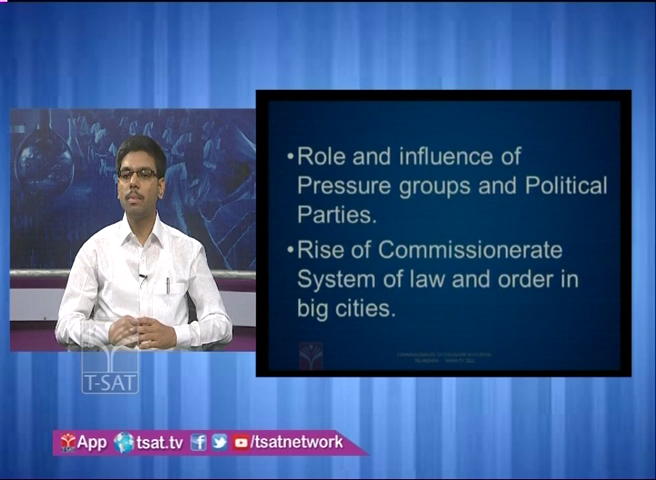 •Role and influence of
Pressure groups and Political
Parties.
•Rise of Commissionerate
System of law and order in
big cities.
T-SAT
App tsat.tv /tsatnetwork